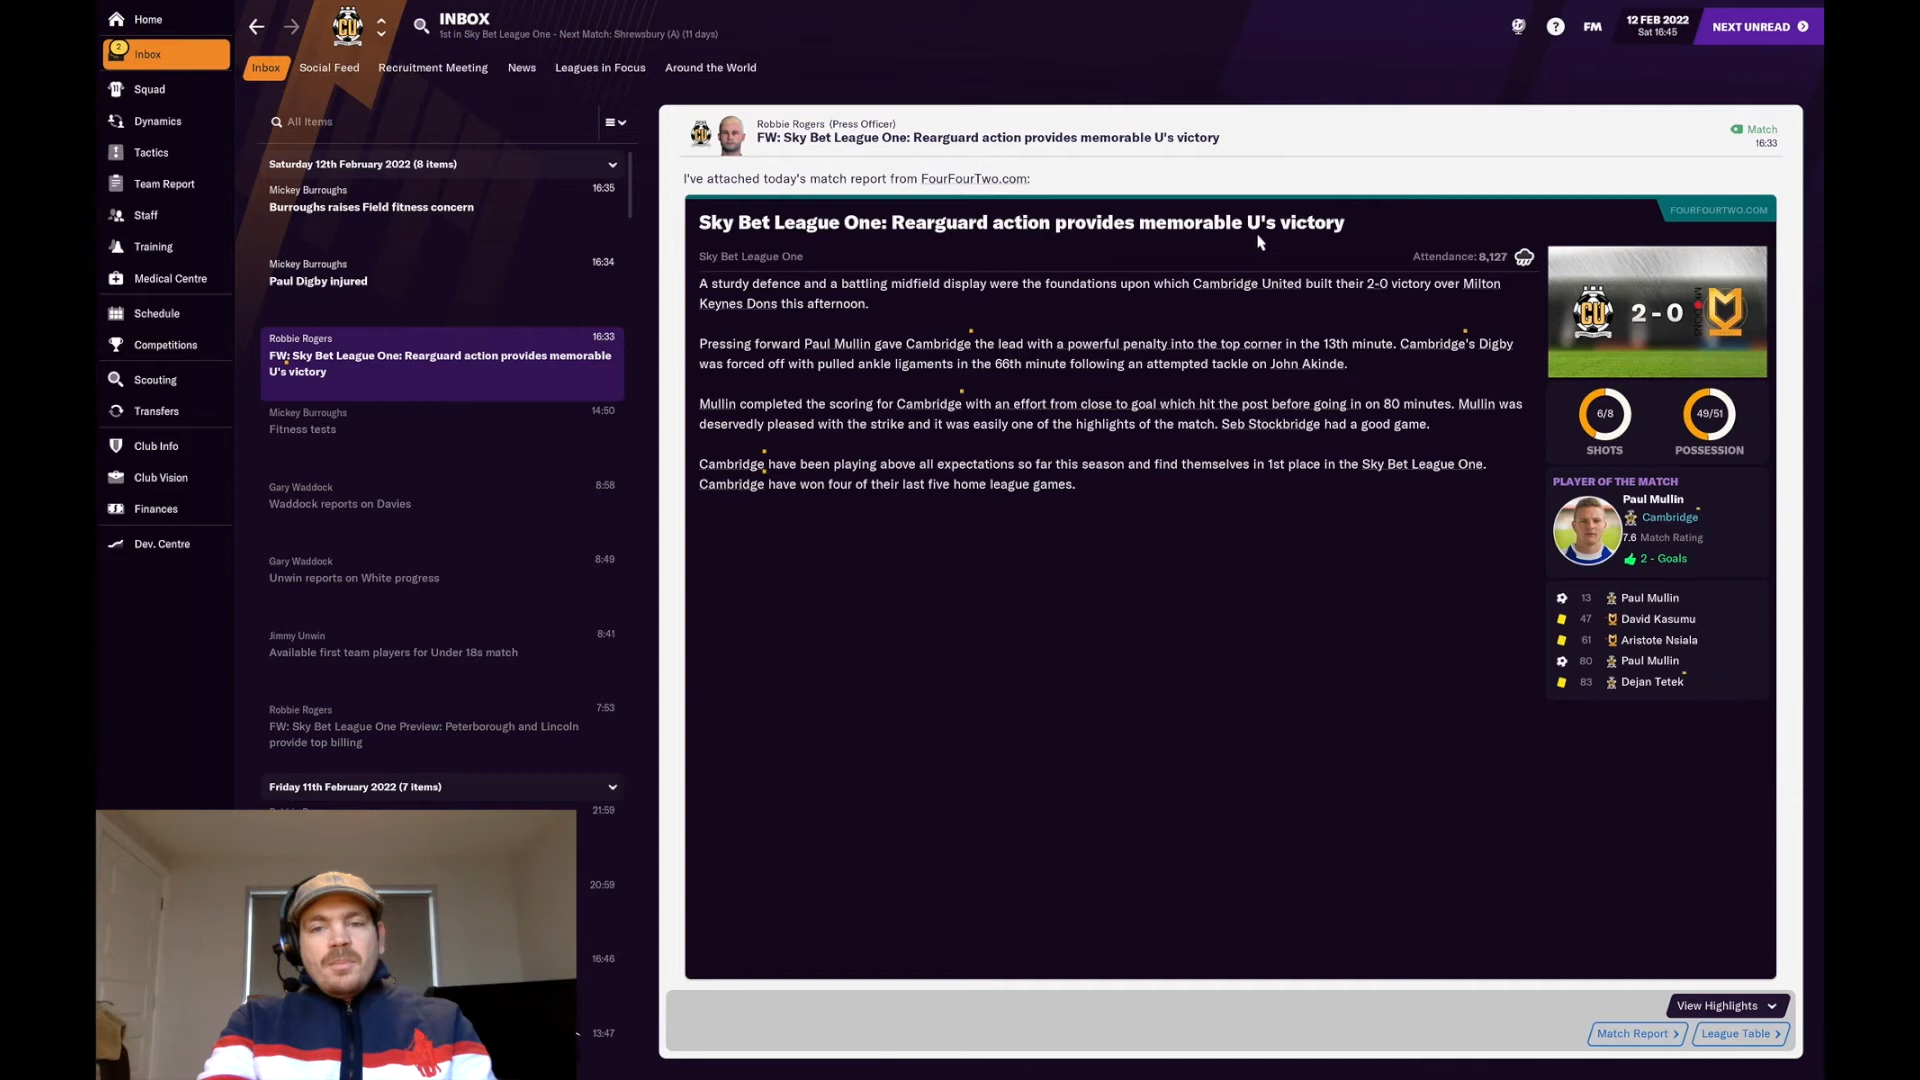 Home
2
Inbox
Squad
Dynamics
Tactics
Team Report
Staff
Training
Medical Centre
Schedule
Competitions
Scouting
Transfers
Club Info
Club Vision
Finances
Dev. Centre
CU
INBOX
1st in Sky Bet League One - Next Match: Shrewsbury (A) (11 days)
?
FM
12 FEB 2022
Sat 16:45
NEXT UNREAD
Inbox
Social Feed
Recruitment Meeting
News
Leagues in Focus
Around the World
All Items
Saturday 12th February 2022 (8 items)
Mickey Burroughs 16:35
Burroughs raises Field fitness concern
Mickey Burroughs 16:34
Paul Digby injured
Robbie Rogers 16:33
FW: Sky Bet League One: Rearguard action provides memorable
U's victory
Mickey Burroughs 14:50
Fitness tests
Gary Waddock 8:58
Waddock reports on Davies
Gary Waddock 8:49
Unwin reports on White progress
Jimmy Unwin 8:41
Available first team players for Under 18s match
Robbie Rogers 7:53
FW: Sky Bet League One Preview: Peterborough and Lincoln
provide top billing
Friday 11th February 2022 (7 items)
21:59
20:59
16:46
13:47
CU
Robbie Rogers (Press Officer)
FW: Sky Bet League One: Rearguard action provides memorable U's victory
Match
16:33
I've attached today's match report from FourFourTwo.com:
FOURFOURTWO.COM
Sky Bet League One: Rearguard action provides memorable U's victory
Sky Bet League One
Attendance: 8,127
A sturdy defence and a battling midfield display were the foundations upon which Cambridge United built their 2-0 victory over Milton
Keynes Dons this afternoon.
Pressing forward Paul Mullin gave Cambridge the lead with a powerful penalty into the top corner in the 13th minute. Cambridge's Digby
was forced off with pulled ankle ligaments in the 66th minute following an attempted tackle on John Akinde.
Mullin completed the scoring for Cambridge with an effort from close to goal which hit the post before going in on 80 minutes. Mullin was
deservedly pleased with the strike and it was easily one of the highlights of the match. Seb Stockbridge had a good game.
Cambridge have been playing above all expectations so far this season and find themselves in 1st place in the Sky Bet League One.
Cambridge have won four of their last five home league games.
CU
2 - 0
MK DONS
6/8
SHOTS
49/51
POSSESSION
PLAYER OF THE MATCH
Paul Mullin
Cambridge
7.6 Match Rating
2 - Goals
13 Paul Mullin
47 David Kasumu
61 Aristote Nsiala
80 Paul Mullin
83 Dejan Tetek
View Highlights
Match Report
League Table